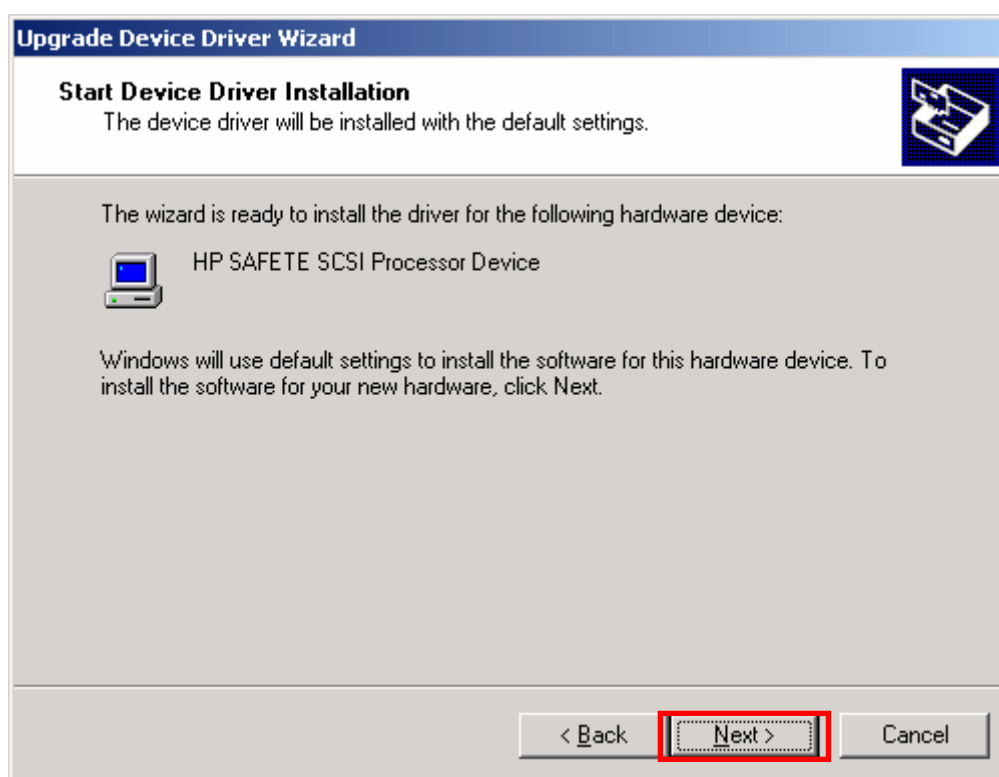 Upgrade Device Driver Wizard
Start Device Driver Installation
The device driver will be installed with the default settings.
The wizard is ready to install the driver for the following hardware device:
HP SAFETE SCSI Processor Device
Windows will use default settings to install the software for this hardware device. To
install the software for your new hardware, click Next.
< Back
Next >
Cancel